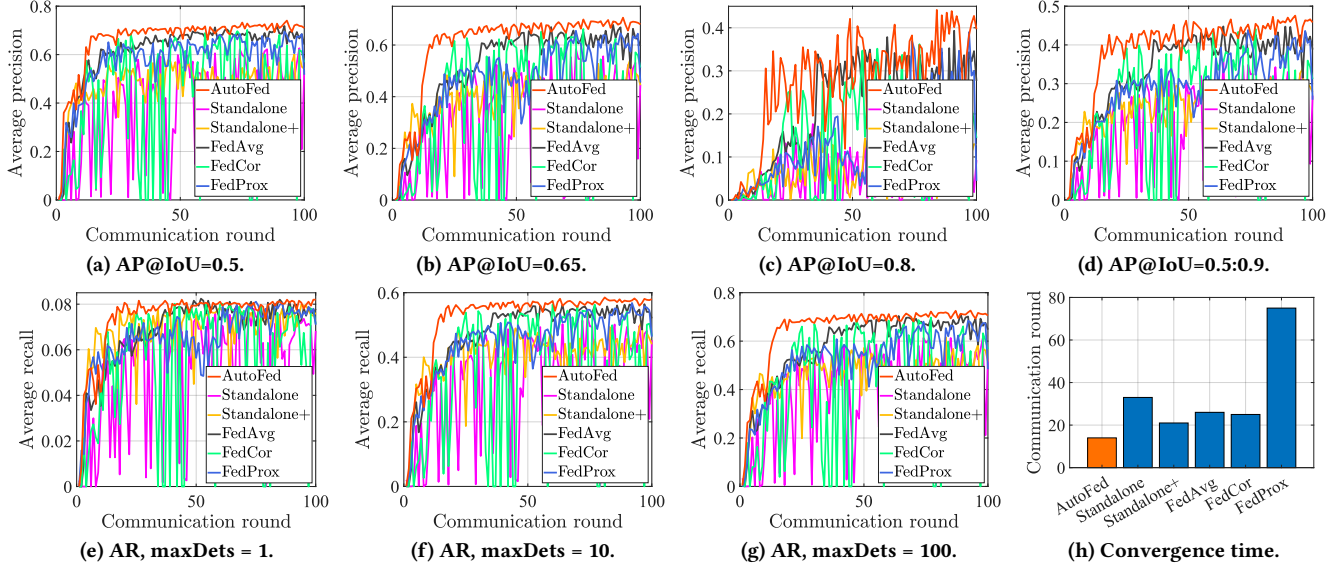 Average precision
0.8
0.6
0.4
0.2
0
0
50
100
AutoFed
Standalone
Standalone+
FedAvg
FedCor
FedProx
Communication round
(a) AP@IoU=0.5.
Average precision
0.6
0.4
0.2
0
0
50
100
AutoFed
Standalone
Standalone+
FedAvg
FedCor
FedProx
Communication round
(b) AP@IoU=0.65.
Average precision
0.4
0.3
0.2
0.1
0
0
50
100
AutoFed
Standalone
Standalone+
FedAvg
FedCor
FedProx
Communication round
(c) AP@IoU=0.8.
Average precision
0.5
0.4
0.3
0.2
0.1
0
0
50
100
AutoFed
Standalone
Standalone+
FedAvg
FedCor
FedProx
Communication round
(d) AP@IoU=0.5:0.9.
Average recall
0.08
0.06
0.04
0.02
0
0
50
100
AutoFed
Standalone
Standalone+
FedAvg
FedCor
FedProx
Communication round
(e) AR, maxDets = 1.
Average recall
0.6
0.4
0.2
0
0
50
100
AutoFed
Standalone
Standalone+
FedAvg
FedCor
FedProx
Communication round
(f) AR, maxDets = 10.
Average recall
0.8
0.6
0.4
0.2
0
0
50
100
AutoFed
Standalone
Standalone+
FedAvg
FedCor
FedProx
Communication round
(g) AR, maxDets = 100.
Communication round
80
60
40
20
0
AutoFed
Standalone
Standalone+
FedAvg
FedCor
FedProx
(h) Convergence time.